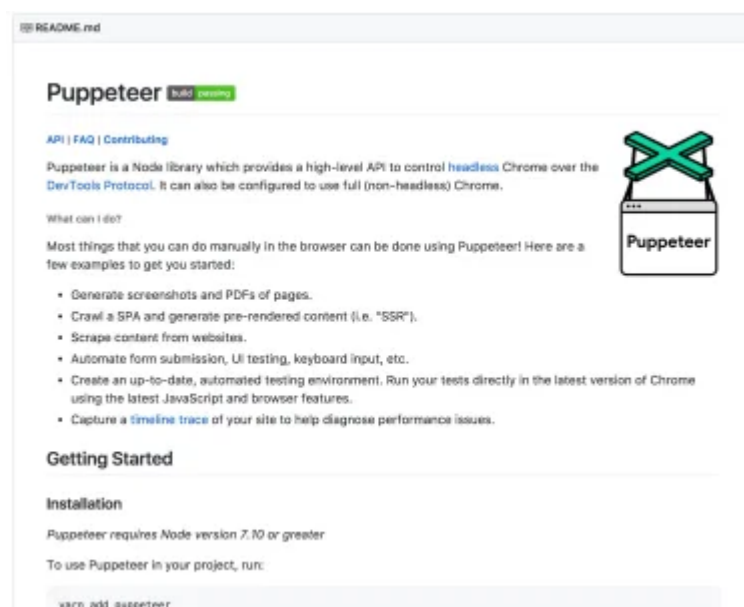 README.md
Puppeteer build passing
API | FAQ | Contributing
Puppeteer is a Node library which provides a high-level API to control headless Chrome over the
DevTools Protocol. It can also be configured to use full (non-headless) Chrome.
Puppeteer
What can I do?
Most things that you can do manually in the browser can be done using Puppeteer! Here are a
few examples to get you started:
• Generate screenshots and PDFs of pages.
• Crawl a SPA and generate pre-rendered content (i.e. "SSR").
• Scrape content from websites.
• Automate form submission, UI testing, keyboard input, etc.
• Create an up-to-date, automated testing environment. Run your tests directly in the latest version of Chrome
using the latest JavaScript and browser features.
• Capture a timeline trace of your site to help diagnose performance issues.
Getting Started
Installation
Puppeteer requires Node version 7.10 or greater
To use Puppeteer in your project, run:
yarn add puppeteer